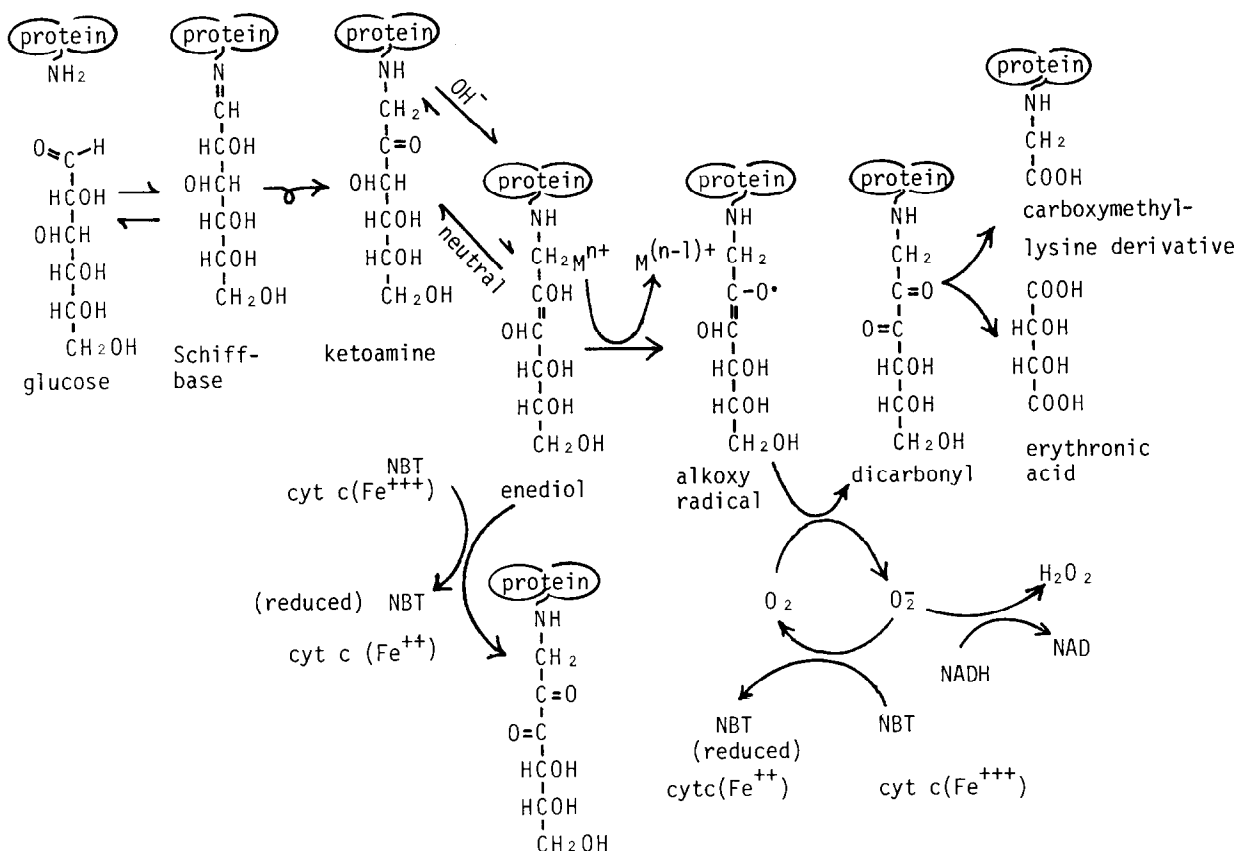 protein
NH2
O=C-H
HCOH
OHCH
HCOH
HCOH
CH2OH
glucose
protein
N
CH
HCOH
OHCH
HCOH
HCOH
CH2OH
Schiff-
base
protein
NH
CH2
C=O
OHCH
HCOH
HCOH
CH2OH
ketoamine
OH-
neutral
protein
NH
CH2
COH
OHC
HCOH
HCOH
CH2OH
enediol
M^n+
M^(n-1)+
protein
NH
CH2
C-O•
OHC
HCOH
HCOH
CH2OH
alkoxy
radical
protein
NH
CH2
C=O
O=C
HCOH
HCOH
CH2OH
dicarbonyl
protein
NH
CH2
COOH
carboxymethyl-
lysine derivative
COOH
HCOH
HCOH
COOH
erythronic
acid
NBT
cyt c(Fe+++)
(reduced) NBT
cyt c (Fe++)
protein
NH
CH2
C=O
O=C
HCOH
HCOH
CH2OH
O2
O2-
H2O2
NADH
NAD
NBT
(reduced)
cytc(Fe++)
NBT
cyt c(Fe+++)